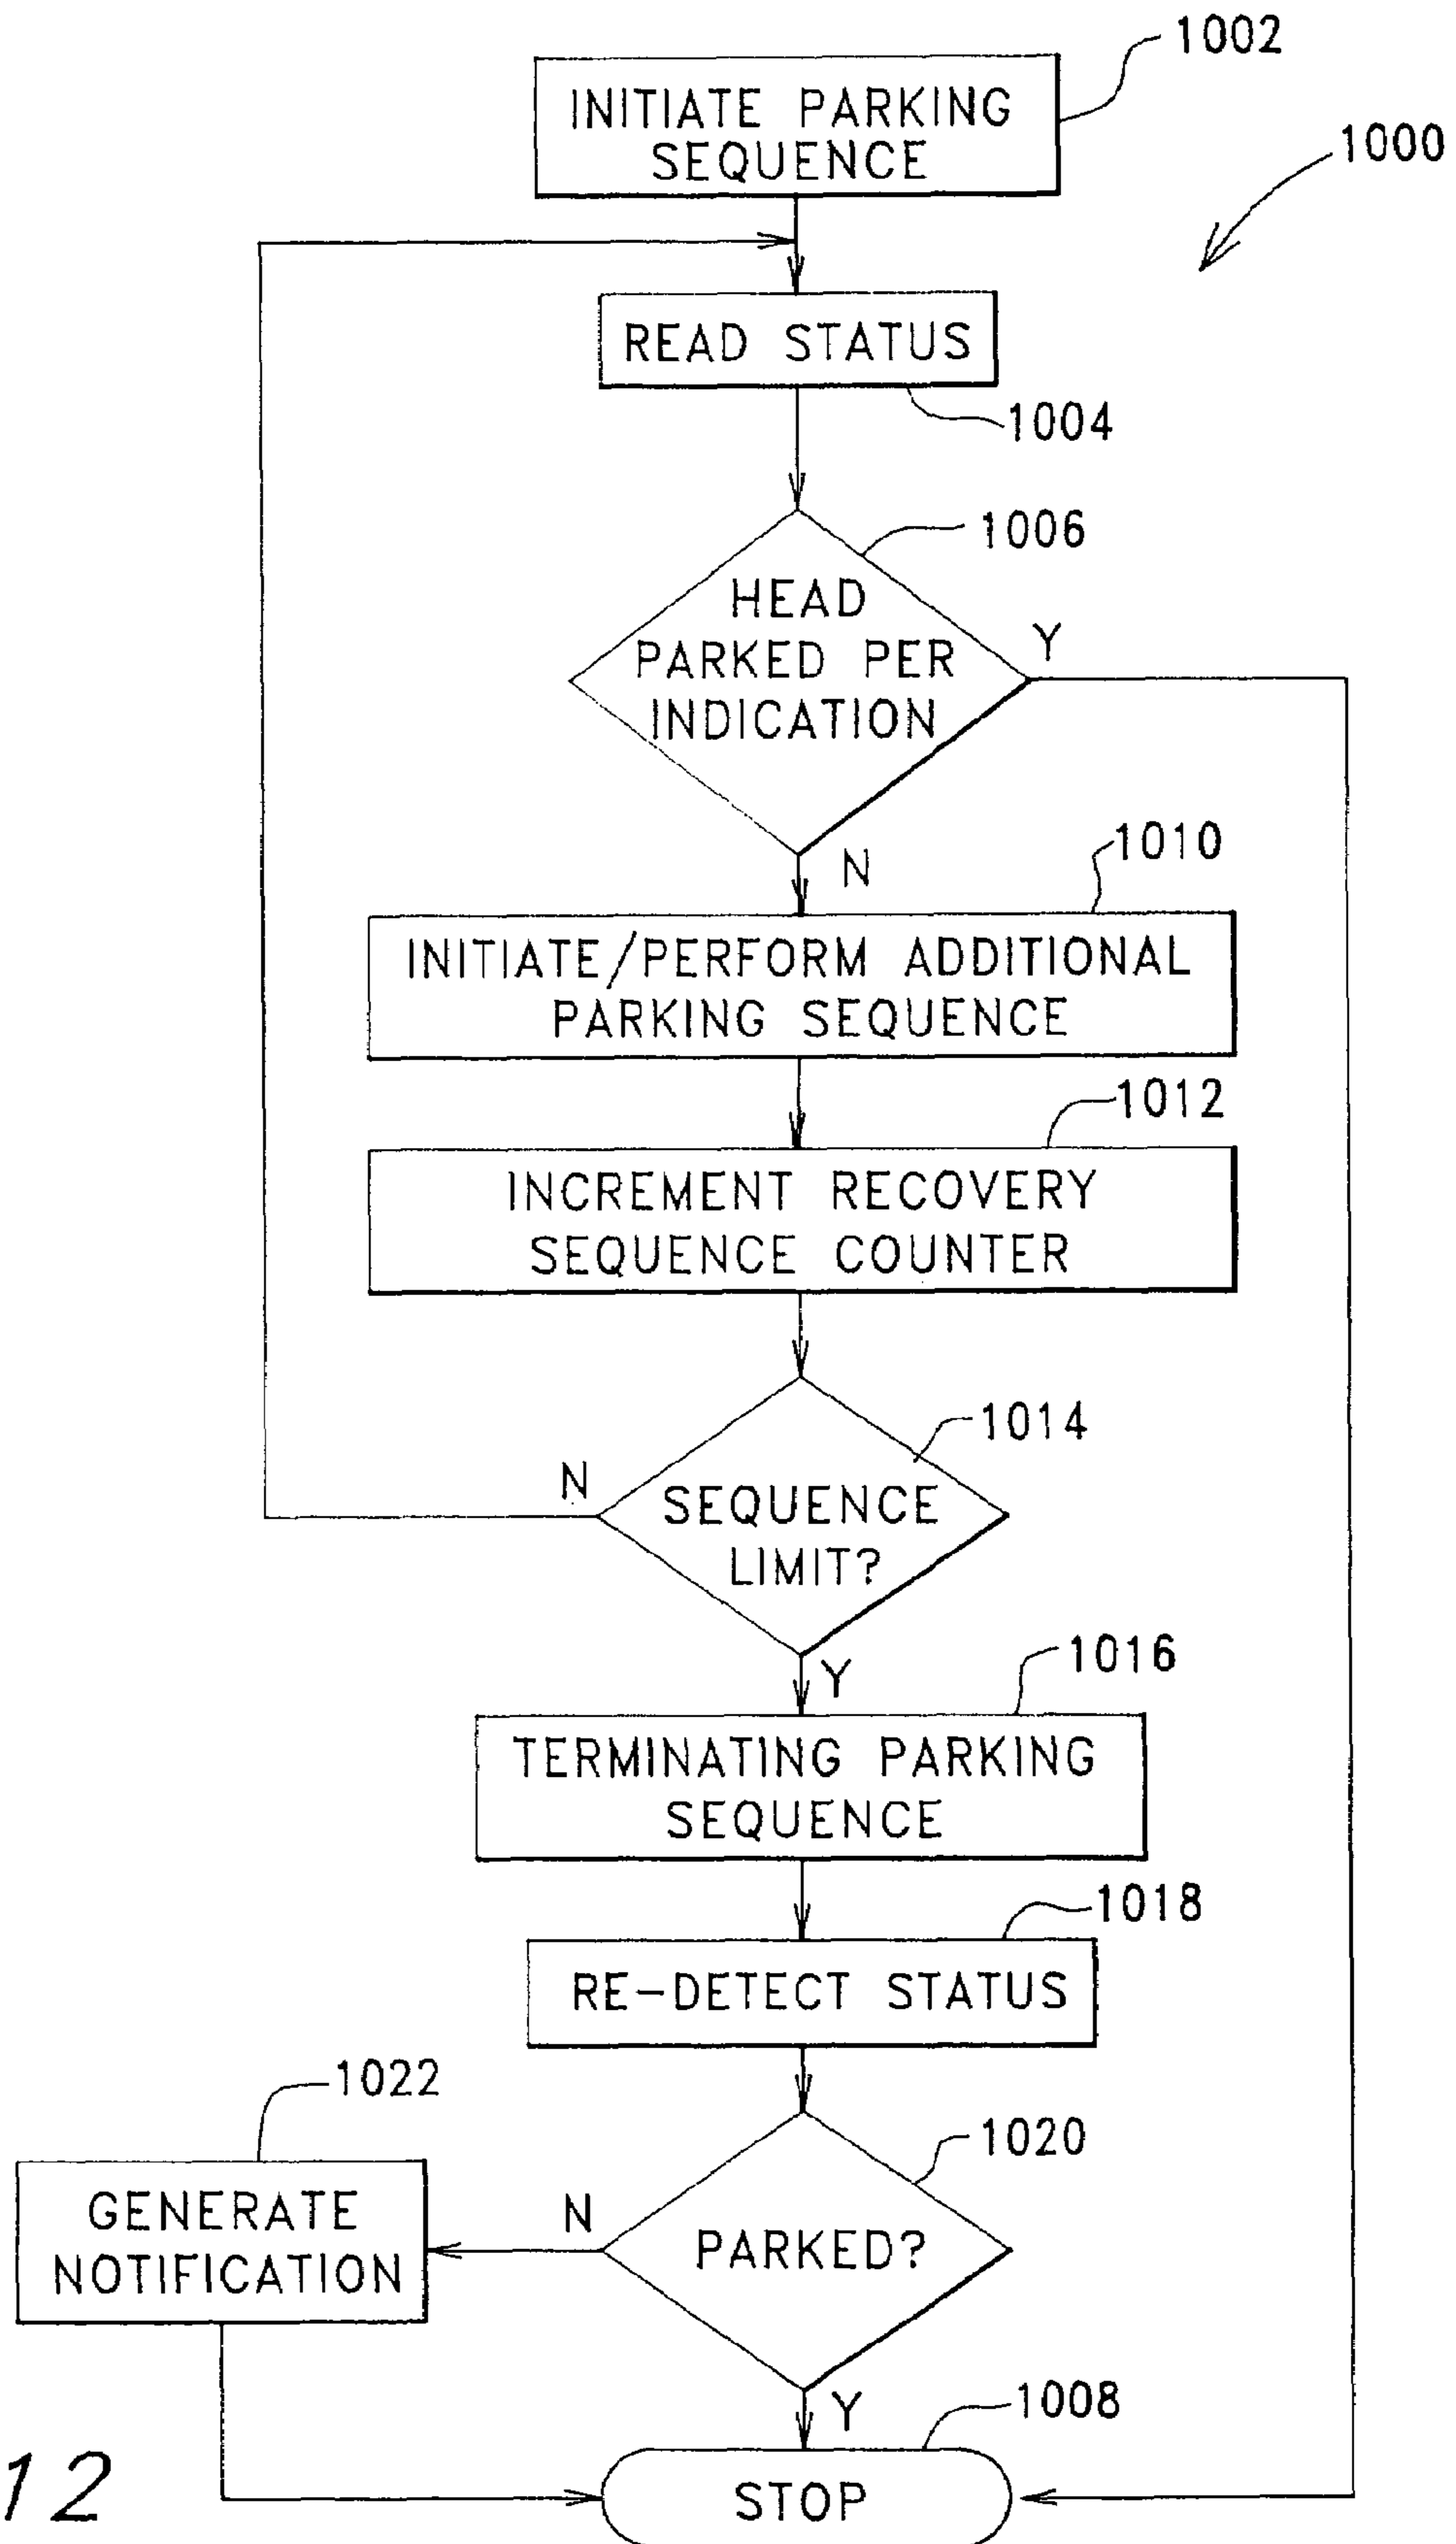 1002
INITIATE PARKING
SEQUENCE
1000
READ STATUS
1004
1006
HEAD
PARKED PER
INDICATION
Y
N
1010
INITIATE/PERFORM ADDITIONAL
PARKING SEQUENCE
1012
INCREMENT RECOVERY
SEQUENCE COUNTER
1014
N
SEQUENCE
LIMIT?
Y
1016
TERMINATING PARKING
SEQUENCE
1018
RE-DETECT STATUS
1022
1020
GENERATE
NOTIFICATION
N
PARKED?
Y
1008
STOP
12